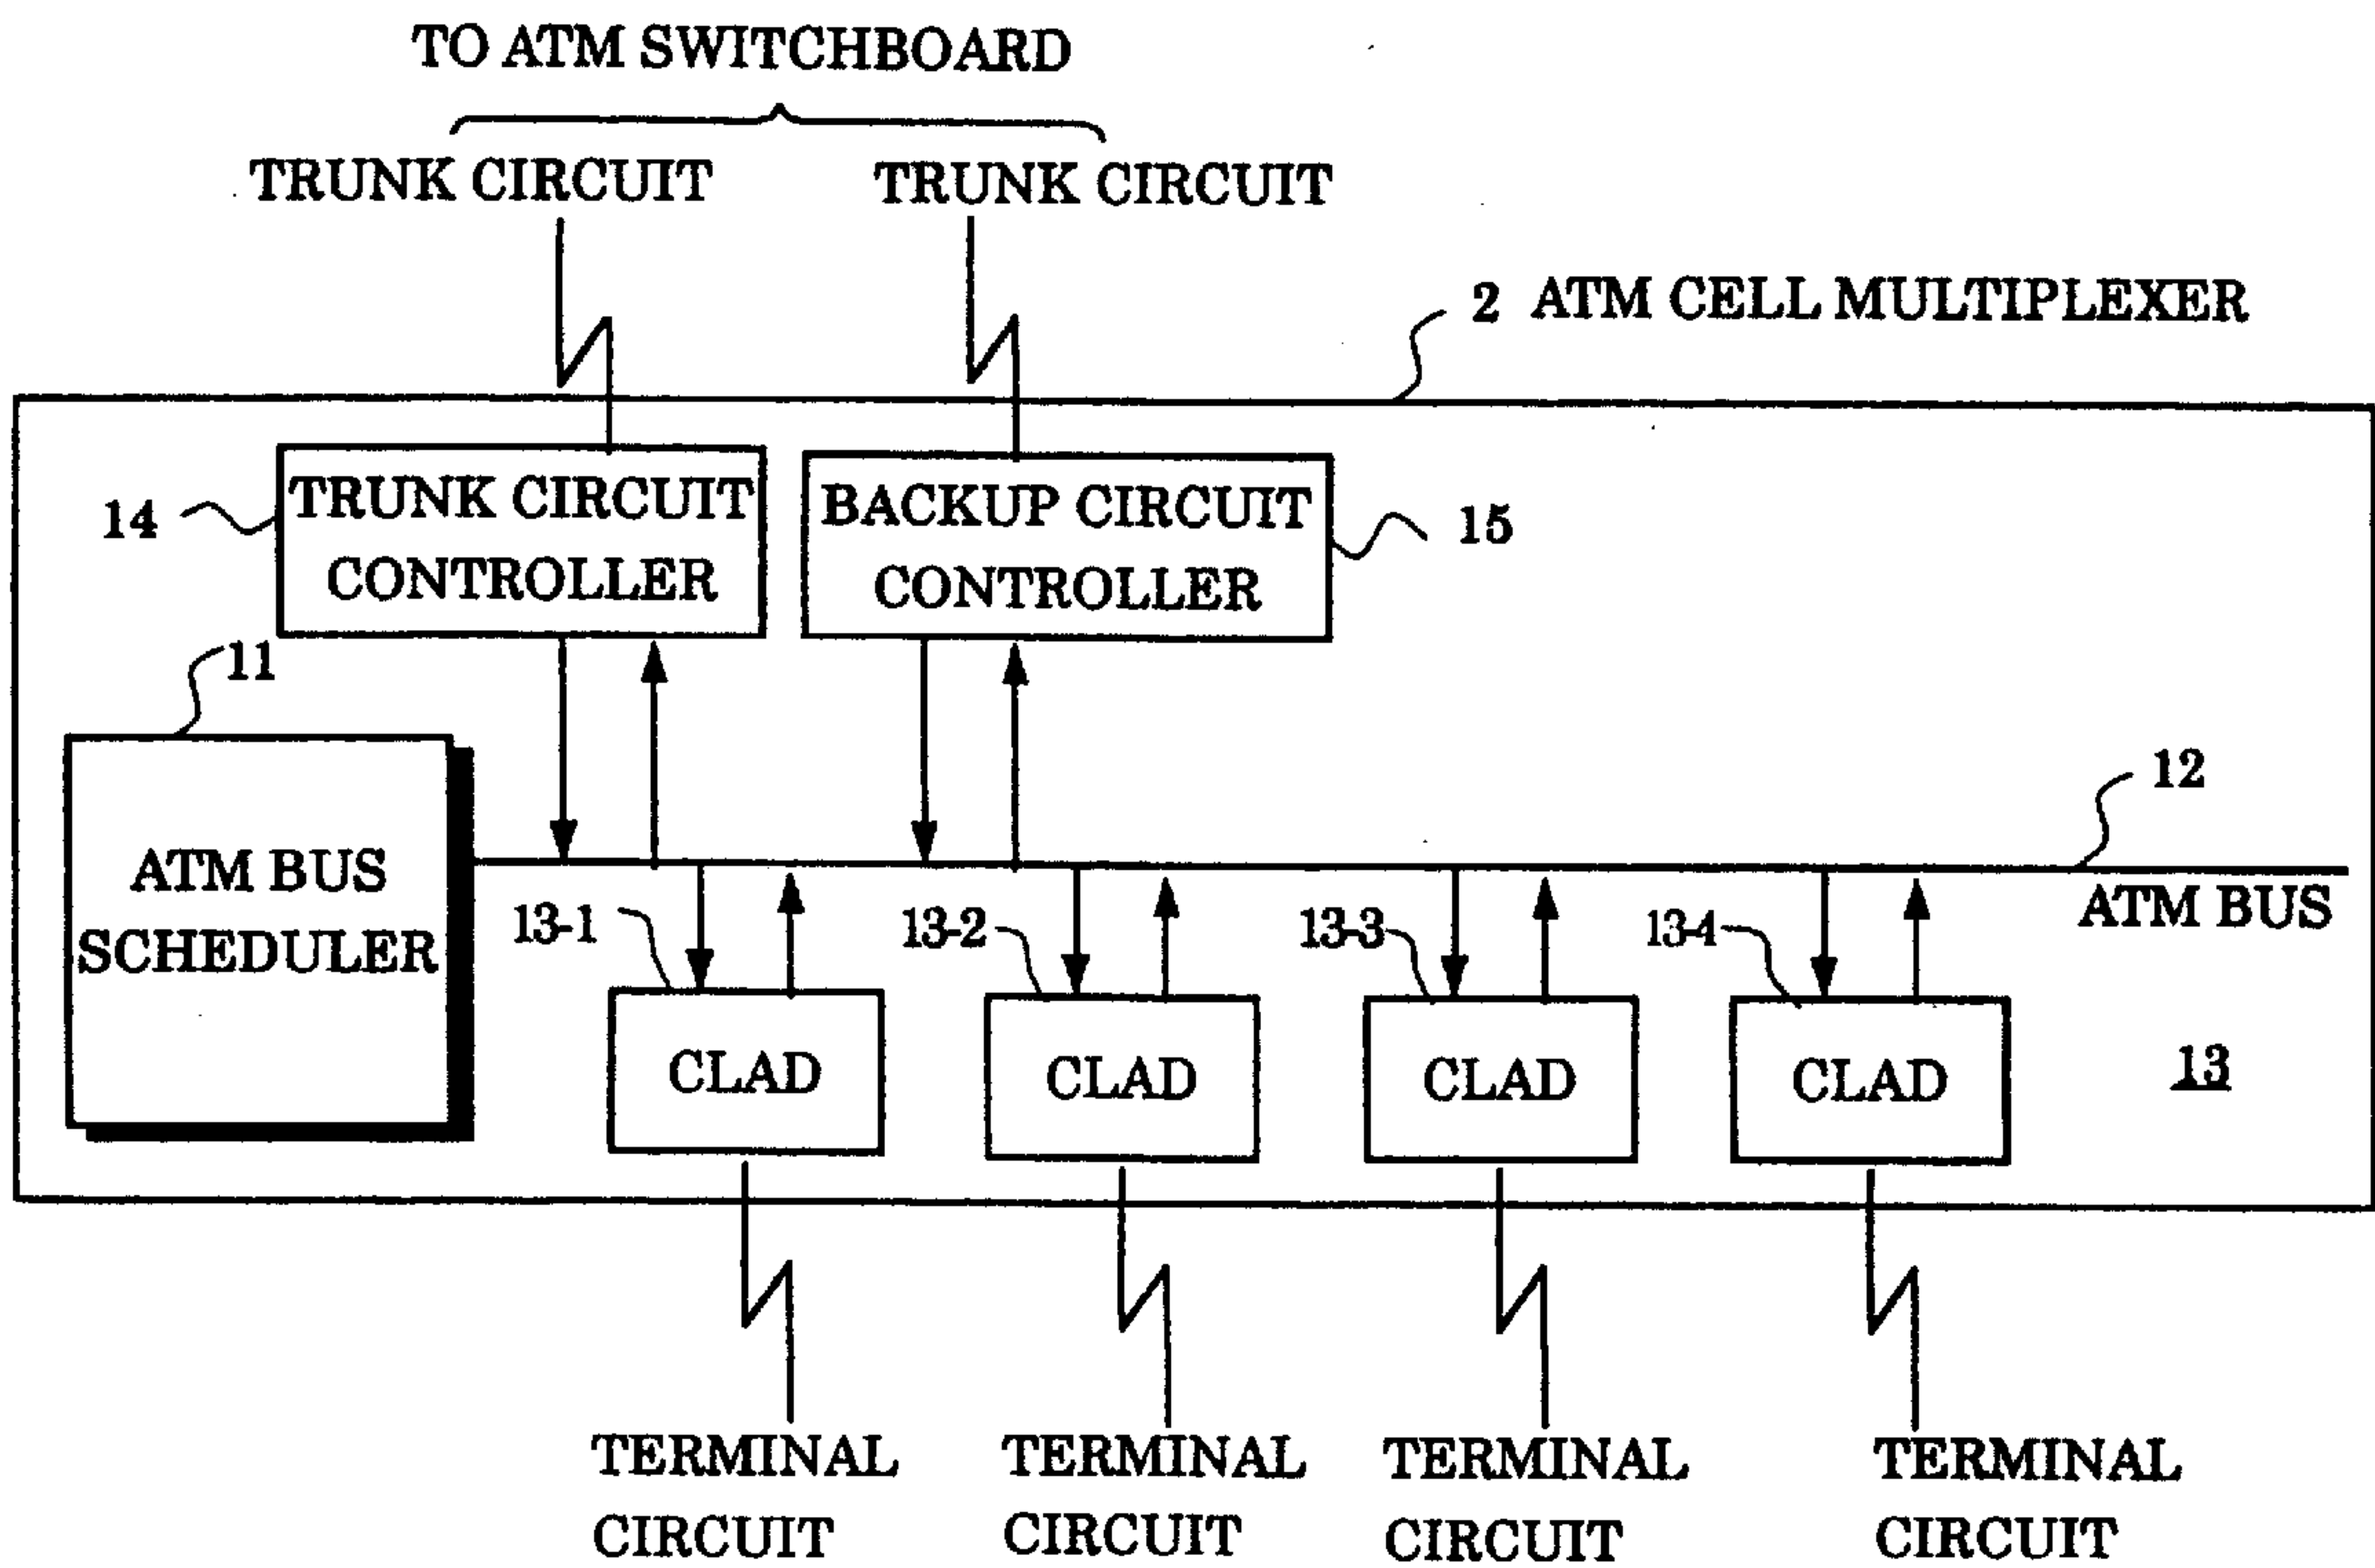 TO ATM SWITCHBOARD
TRUNK CIRCUIT
TRUNK CIRCUIT
2 ATM CELL MULTIPLEXER
14
TRUNK CIRCUIT
CONTROLLER
BACKUP CIRCUIT
CONTROLLER
15
11
12
ATM BUS
SCHEDULER
ATM BUS
13-1
13-2
13-3
13-4
CLAD
CLAD
CLAD
CLAD
13
TERMINAL
CIRCUIT
TERMINAL
CIRCUIT
TERMINAL
CIRCUIT
TERMINAL
CIRCUIT